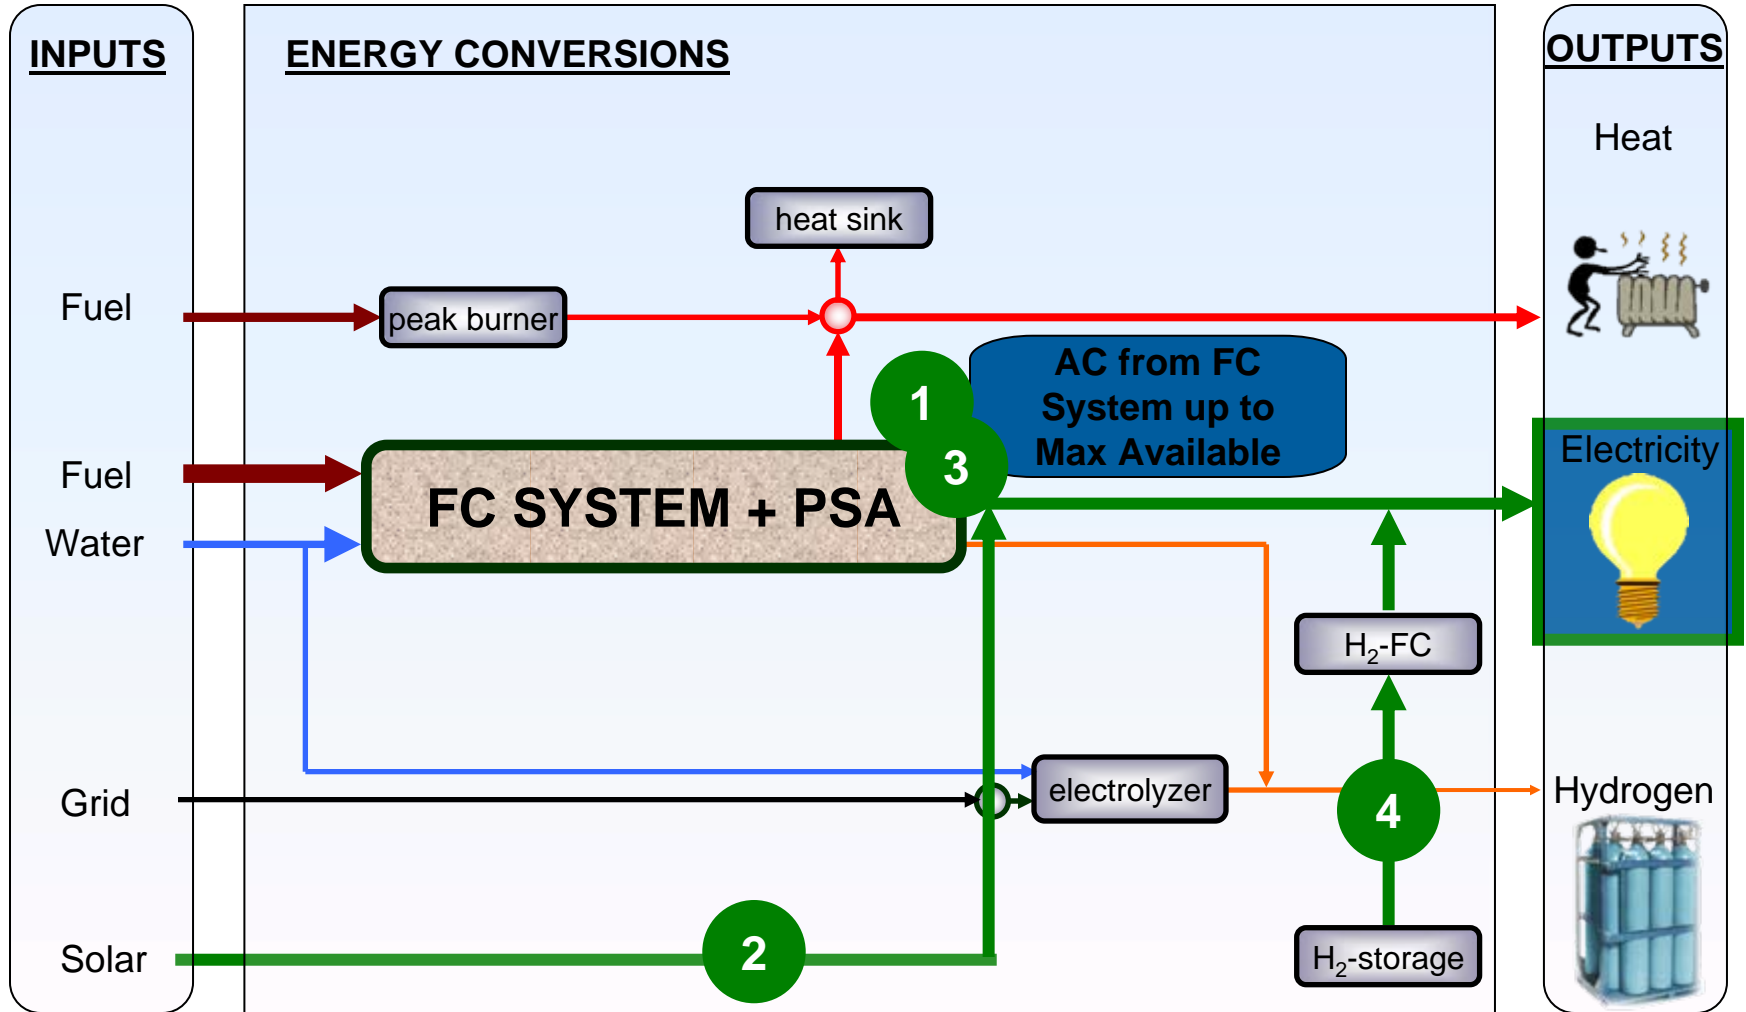 INPUTS
ENERGY CONVERSIONS
OUTPUTS
Heat
heat sink
Fuel
peak burner
AC from FC
System up to
Max Available
1
3
Electricity
Fuel
FC SYSTEM + PSA
Water
H₂-FC
Grid
electrolyzer
4
Hydrogen
Solar
2
H₂-storage